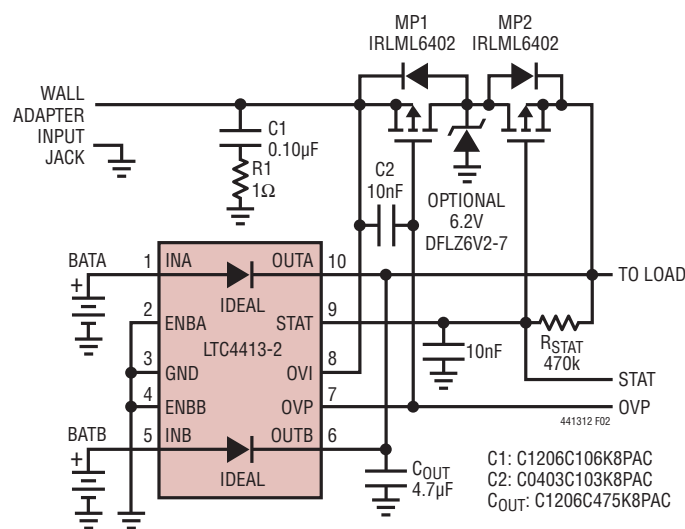 MP1
IRLML6402
MP2
IRLML6402
WALL
ADAPTER
INPUT
JACK
C1
0.10µF
R1
1Ω
C2
10nF
OPTIONAL
6.2V
DFLZ6V2-7
BATA
+
1
INA
OUTA
10
IDEAL
TO LOAD
2
ENBA
STAT
9
LTC4413-2
10nF
RSTAT
470k
3
GND
OVI
8
STAT
4
ENBB
OVP
7
OVP
441312 F02
BATB
+
5
INB
OUTB
6
IDEAL
COUT
4.7µF
C1: C1206C106K8PAC
C2: C0403C103K8PAC
COUT: C1206C475K8PAC